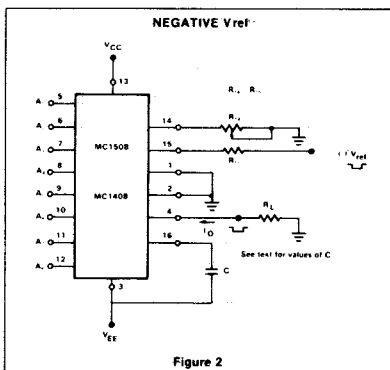 NEGATIVE Vref
VCC
13
A 5
A 6
A 7
A 8
A 9
A 10
A 11
A 12
MC1508
MC1408
14
15
1
2
4
16
R
R
R
R
(-) Vref
IO
RL
See text for values of C
C
3
VEE
Figure 2